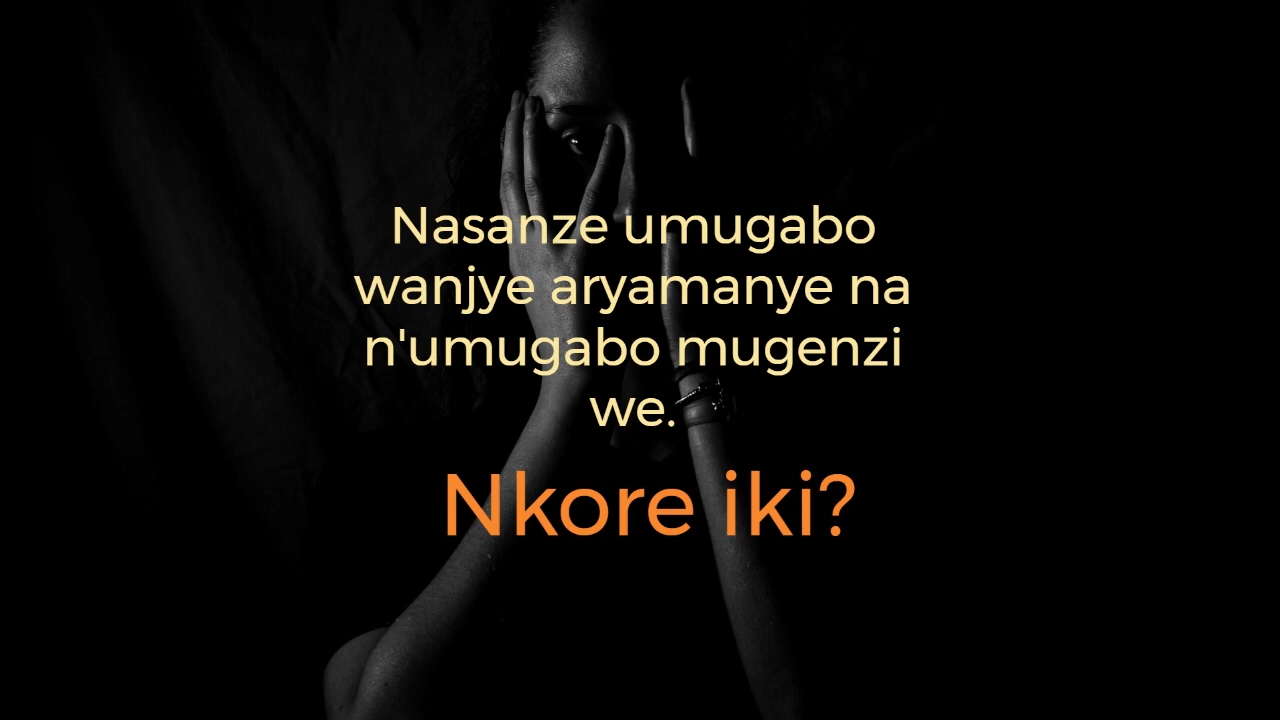 Nasanze umugabo
wanjye aryamanye na
n'umugabo mugenzi
we.
Nkore iki?